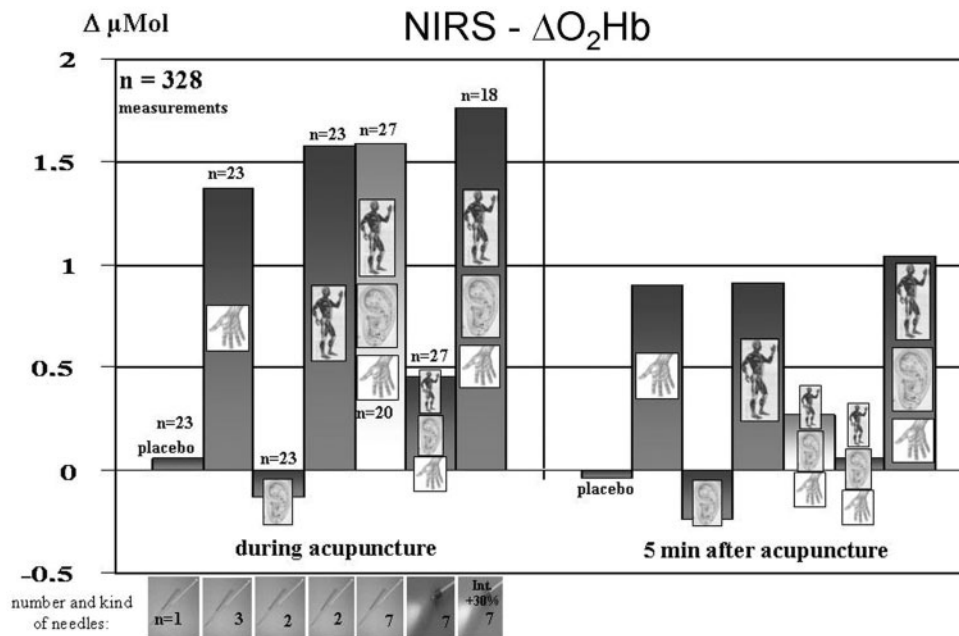 Δ µMol
NIRS - ΔO₂Hb
2
1.5
1
0.5
0
-0.5
n = 328
measurements
n=23
placebo
n=23
n=23
n=23
n=27
n=20
n=27
n=18
placebo
during acupuncture
5 min after acupuncture
number and kind
of needles:
n=1
3
2
2
7
7
Int.
+30%
7